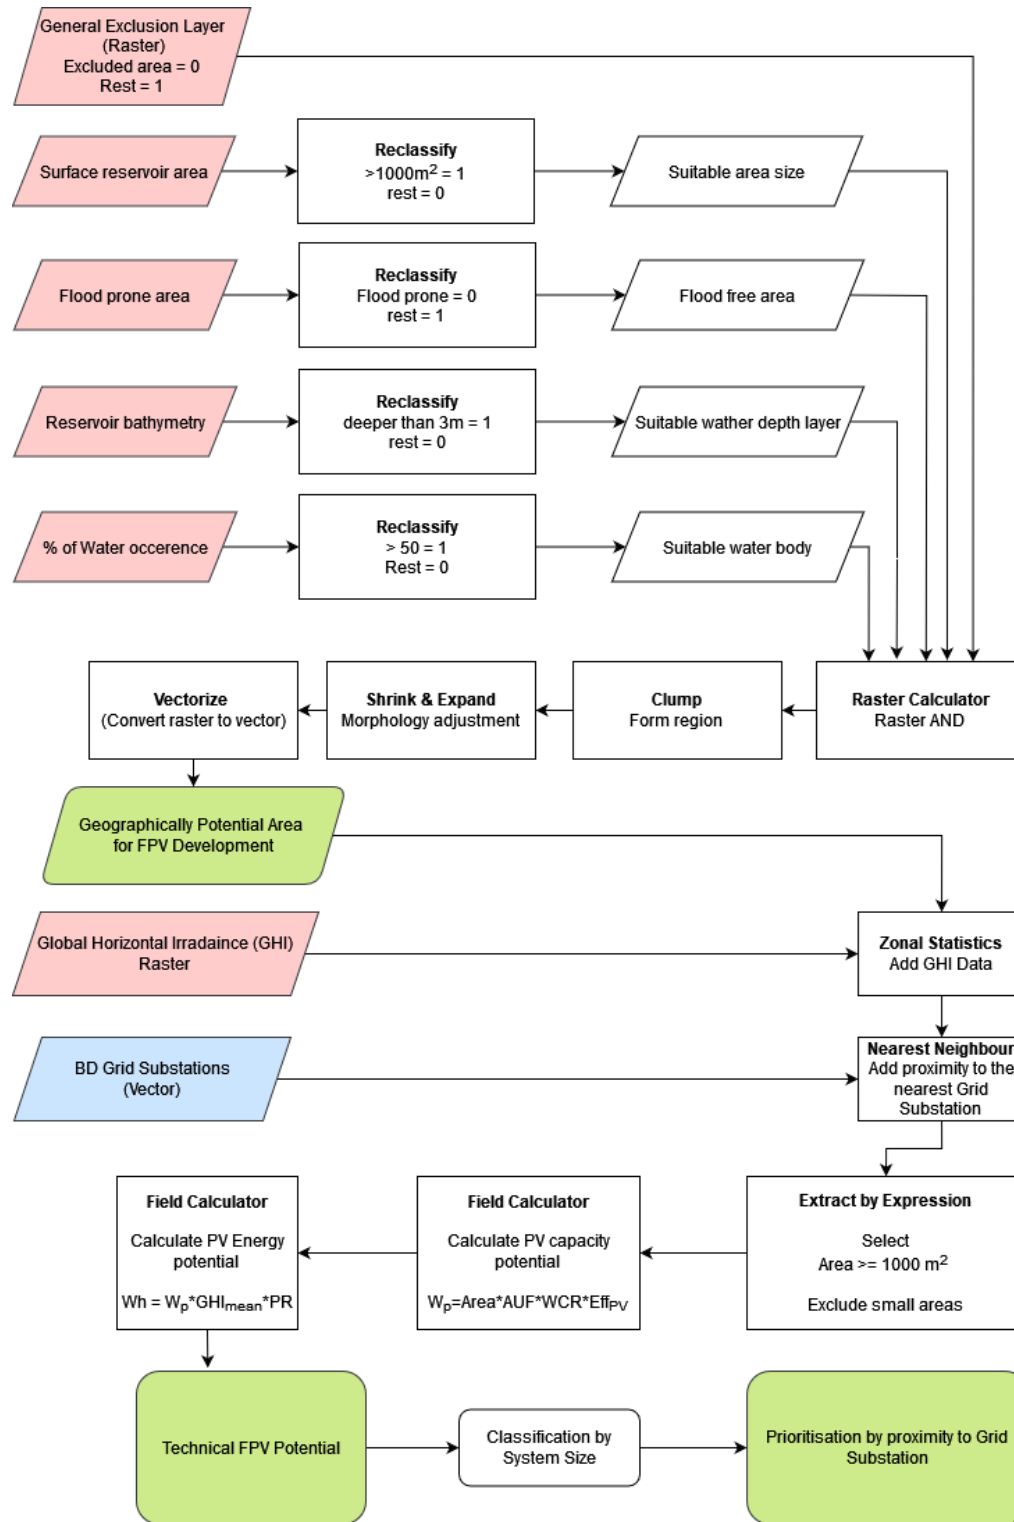 General Exclusion Layer
(Raster)
Excluded area = 0
Rest = 1
Surface reservoir area
Reclassify
>1000m² = 1
rest = 0
Suitable area size
Flood prone area
Reclassify
Flood prone = 0
rest = 1
Flood free area
Reservoir bathymetry
Reclassify
deeper than 3m = 1
rest = 0
Suitable wather depth layer
% of Water occerence
Reclassify
> 50 = 1
Rest = 0
Suitable water body
Vectorize
(Convert raster to vector)
Shrink & Expand
Morphology adjustment
Clump
Form region
Raster Calculator
Raster AND
Geographically Potential Area
for FPV Development
Global Horizontal Irradaince (GHI)
Raster
Zonal Statistics
Add GHI Data
BD Grid Substations
(Vector)
Nearest Neighbour
Add proximity to the
nearest Grid
Substation
Field Calculator
Calculate PV Energy
potential
Wh = Wp*GHImean*PR
Field Calculator
Calculate PV capacity
potential
Wp=Area*AUF*WCR*EffPV
Extract by Expression
Select
Area >= 1000 m²
Exclude small areas
Technical FPV Potential
Classification by
System Size
Prioritisation by proximity to Grid
Substation